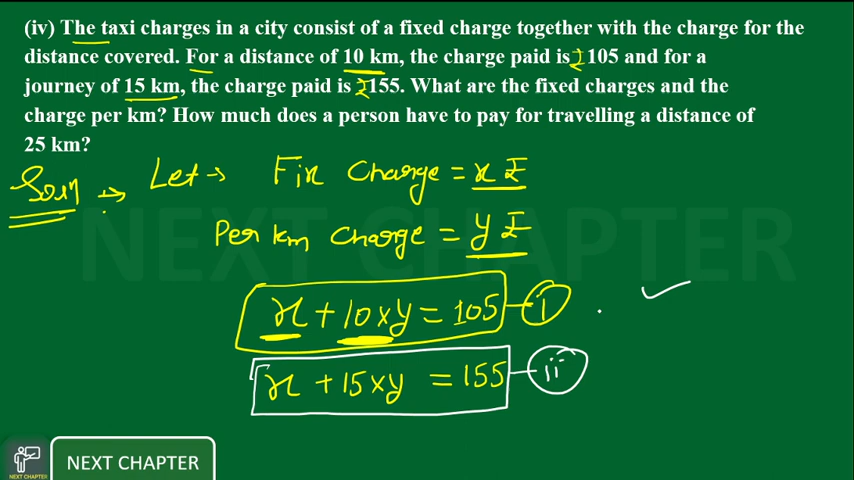 (iv) The taxi charges in a city consist of a fixed charge together with the charge for the
distance covered. For a distance of 10 km, the charge paid is ₹105 and for a
journey of 15 km, the charge paid is ₹155. What are the fixed charges and the
charge per km? How much does a person have to pay for travelling a distance of
25 km?
Soln → Let → Fix Charge = x ₹
Per km charge = y ₹
x + 10 × y = 105 - (i)
x + 15 × y = 155 - (ii)
NEXT CHAPTER
NEXT CHAPTER
NEXT CHAPTER